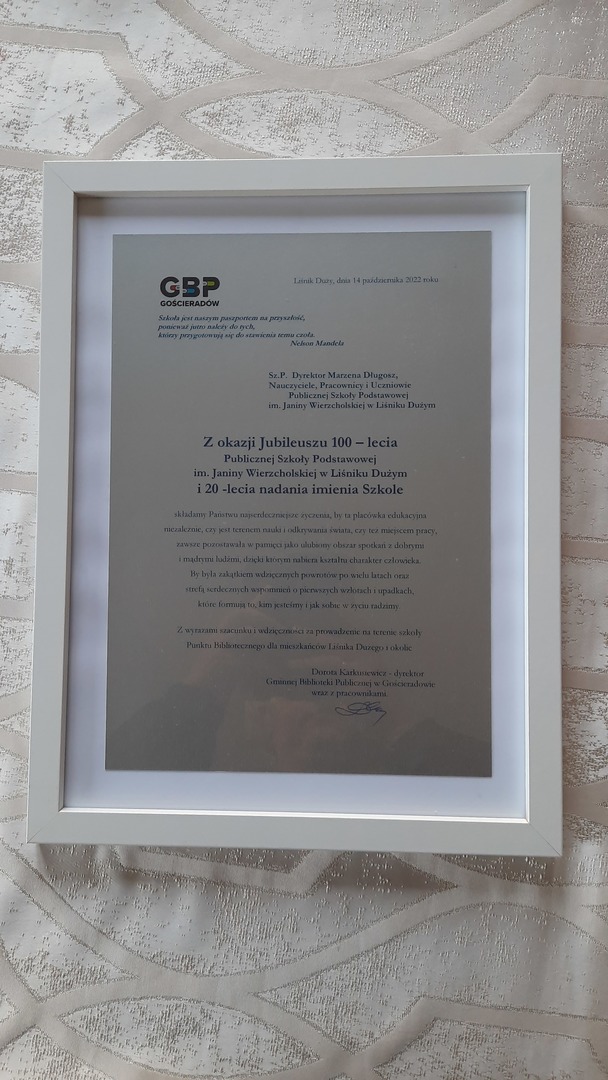 GBP
GOŚCIERADÓW
Liśnik Duży, dnia 14 października 2022 roku
Szkoła jest naszym paszportem na przyszłość,
ponieważ jutro należy do tych,
którzy przygotowują się do stawienia temu czoła.
Nelson Mandela
Sz.P. Dyrektor Marzena Długosz,
Nauczyciele, Pracownicy i Uczniowie
Publicznej Szkoły Podstawowej
im. Janiny Wierzcholskiej w Liśniku Dużym
Z okazji Jubileuszu 100 – lecia
Publicznej Szkoły Podstawowej
im. Janiny Wierzcholskiej w Liśniku Dużym
i 20 -lecia nadania imienia Szkole
składamy Państwu najserdeczniejsze życzenia, by ta placówka edukacyjna
niezależnie, czy jest terenem nauki i odkrywania świata, czy też miejscem pracy,
zawsze pozostawała w pamięci jako ulubiony obszar spotkań z dobrymi
i mądrymi ludźmi, dzięki którym nabiera kształtu charakter człowieka.
By była zakątkiem wdzięcznych powrotów po wielu latach oraz
strefą serdecznych wspomnień o pierwszych wzlotach i upadkach,
które formują to, kim jesteśmy i jak sobie w życiu radzimy.
Z wyrazami szacunku i wdzięczności za prowadzenie na terenie szkoły
Punktu Bibliotecznego dla mieszkańców Liśnika Dużego i okolic
Dorota - dyrektor
Gminnej Biblioteki Publicznej w Gościeradowie
wraz z pracownikami